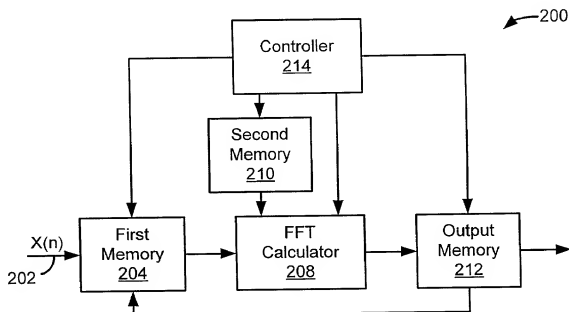 200
Controller
214
Second
Memory
210
X(n)
202
First
Memory
204
FFT
Calculator
208
Output
Memory
212